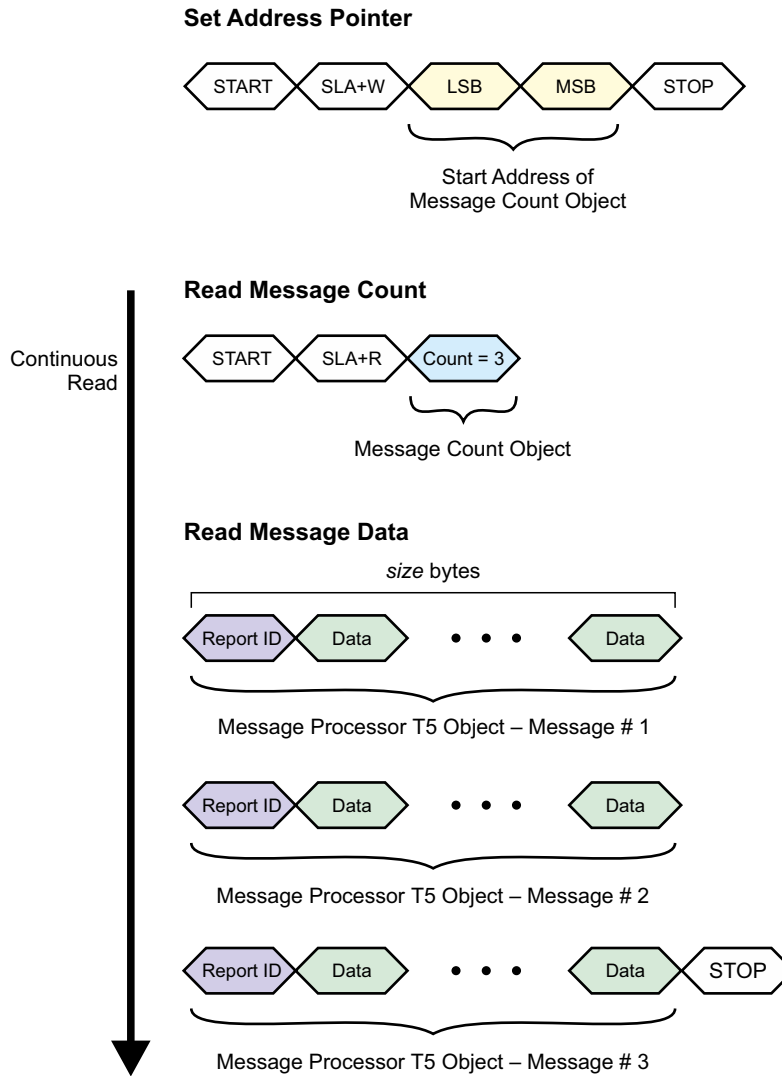 Set Address Pointer
START SLA+W LSB MSB STOP
Start Address of
Message Count Object
Read Message Count
Continuous
Read
START SLA+R Count = 3
Message Count Object
Read Message Data
size bytes
Report ID Data • • • Data
Message Processor T5 Object – Message # 1
Report ID Data • • • Data
Message Processor T5 Object – Message # 2
Report ID Data • • • Data STOP
Message Processor T5 Object – Message # 3